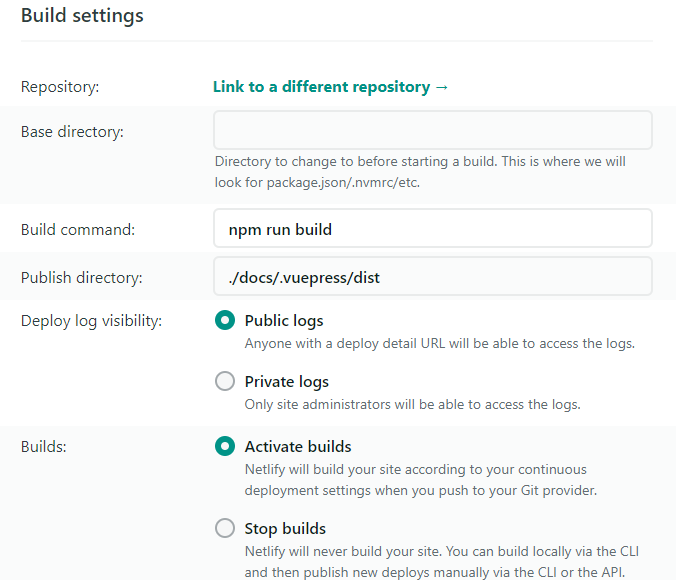 Build settings
Repository: Link to a different repository →
Base directory:
Directory to change to before starting a build. This is where we will
look for package.json/.nvmrc/etc.
Build command: npm run build
Publish directory: ./docs/.vuepress/dist
Deploy log visibility: Public logs
Anyone with a deploy detail URL will be able to access the logs.
Private logs
Only site administrators will be able to access the logs.
Builds: Activate builds
Netlify will build your site according to your continuous
deployment settings when you push to your Git provider.
Stop builds
Netlify will never build your site. You can build locally via the CLI
and then publish new deploys manually via the CLI or the API.